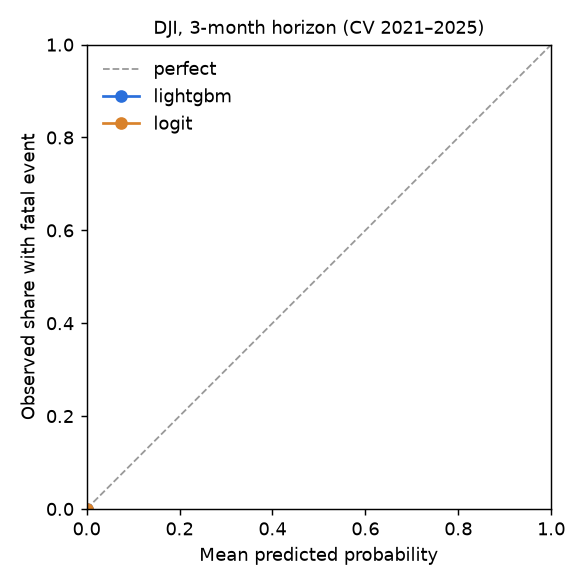 DJI, 3-month horizon (CV 2021–2025)
perfect
lightgbm
logit
Observed share with fatal event
1.0
0.8
0.6
0.4
0.2
0.0
0.0 0.2 0.4 0.6 0.8 1.0
Mean predicted probability